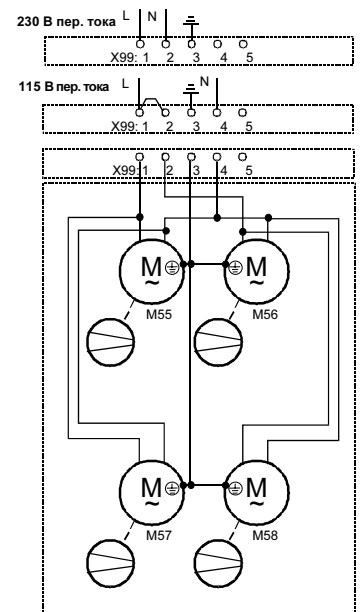 230 В пер. тока L N
X99: 1 2 3 4 5
115 В пер. тока L N
X99: 1 2 3 4 5
X99: 1 2 3 4 5
M ~ M ~
M55 M56
M ~ M ~
M57 M58